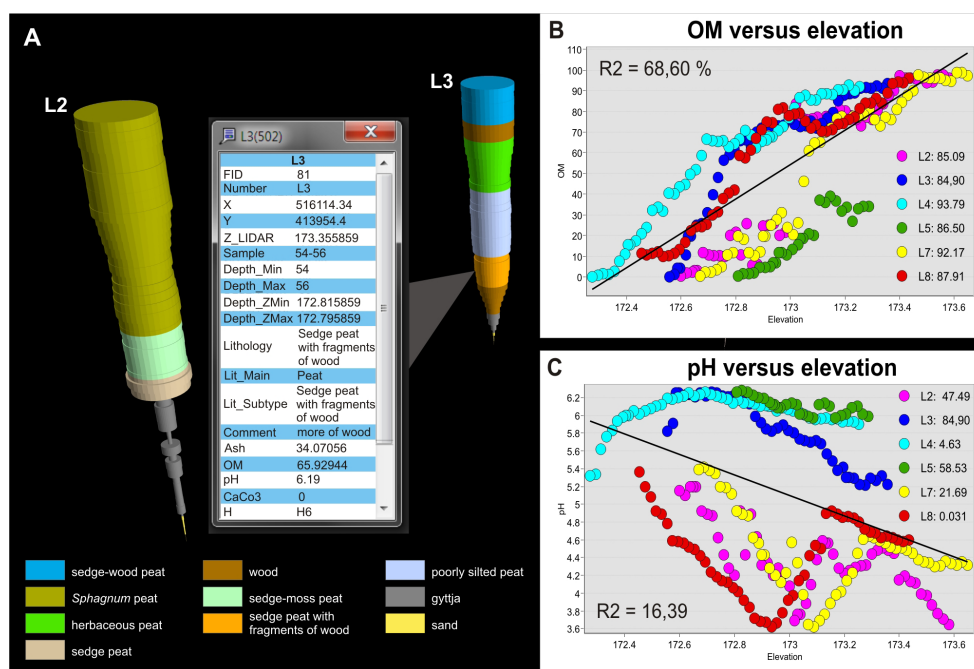 A
L2
L3
L3(502)
L3
FID 81
Number L3
X 516114.34
Y 413954.4
Z_LIDAR 173.355859
Sample 54-56
Depth_Min 54
Depth_Max 56
Depth_ZMin 172.815859
Depth_ZMax 172.795859
Lithology Sedge peat
with fragments
of wood
Lit_Main Peat
Lit_Subtype Sedge peat
with fragments
of wood
Comment more of wood
Ash 34.07056
OM 65.92944
pH 6.19
CaCo3 0
H H6
sedge-wood peat
Sphagnum peat
herbaceous peat
sedge peat
wood
sedge-moss peat
sedge peat with
fragments of wood
poorly silted peat
gyttja
sand
B
OM versus elevation
R2 = 68,60 %
110
100
90
80
70
60
50
40
30
20
10
0
OM
L2: 85.09
L3: 84,90
L4: 93.79
L5: 86.50
L7: 92.17
L8: 87.91
172.4 172.6 172.8 173 173.2 173.4 173.6
Elevation
C
pH versus elevation
6.2
6
5.8
5.6
5.4
5.2
5
4.8
4.6
4.4
4.2
4
3.8
3.6
pH
L2: 47.49
L3: 84,90
L4: 4.63
L5: 58.53
L7: 21.69
L8: 0.031
R2 = 16,39
172.4 172.6 172.8 173 173.2 173.4 173.6
Elevation